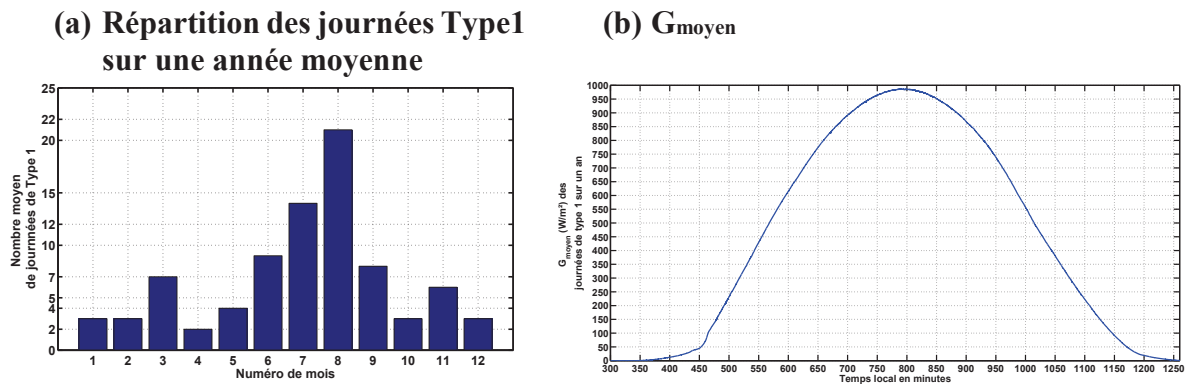 (a) Répartition des journées Type1
sur une année moyenne
25
22
20
15
10
7
5
4
2
0
1 2 3 4 5 6 7 8 9 10 11 12
Numéro de mois
Nombre moyen
de journnées de Type 1
(b) Gmoyen
1000
950
900
850
800
750
700
650
600
550
500
450
400
350
300
250
200
150
100
50
0
300 350 400 450 500 550 600 650 700 750 800 850 900 950 1000 1050 1100 1150 1200 1250
Temps local en minutes
Gmoyen (W/m²) des
journées de type 1 sur un an